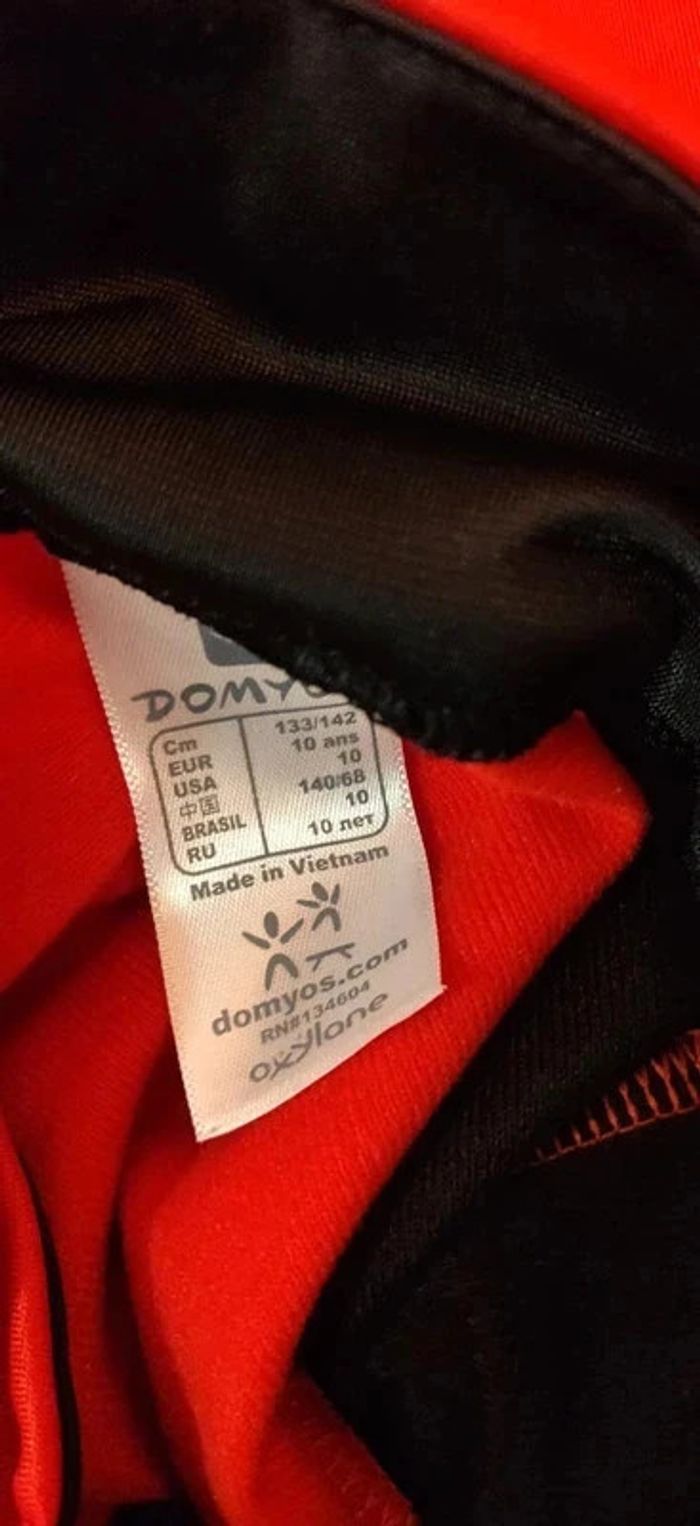 DOMYOS
Cm 133/142
EUR 10 ans
USA 10
中国 140/68
BRASIL 10
RU 10 лет
Made in Vietnam
domyos.com
RN#134604
oxylane